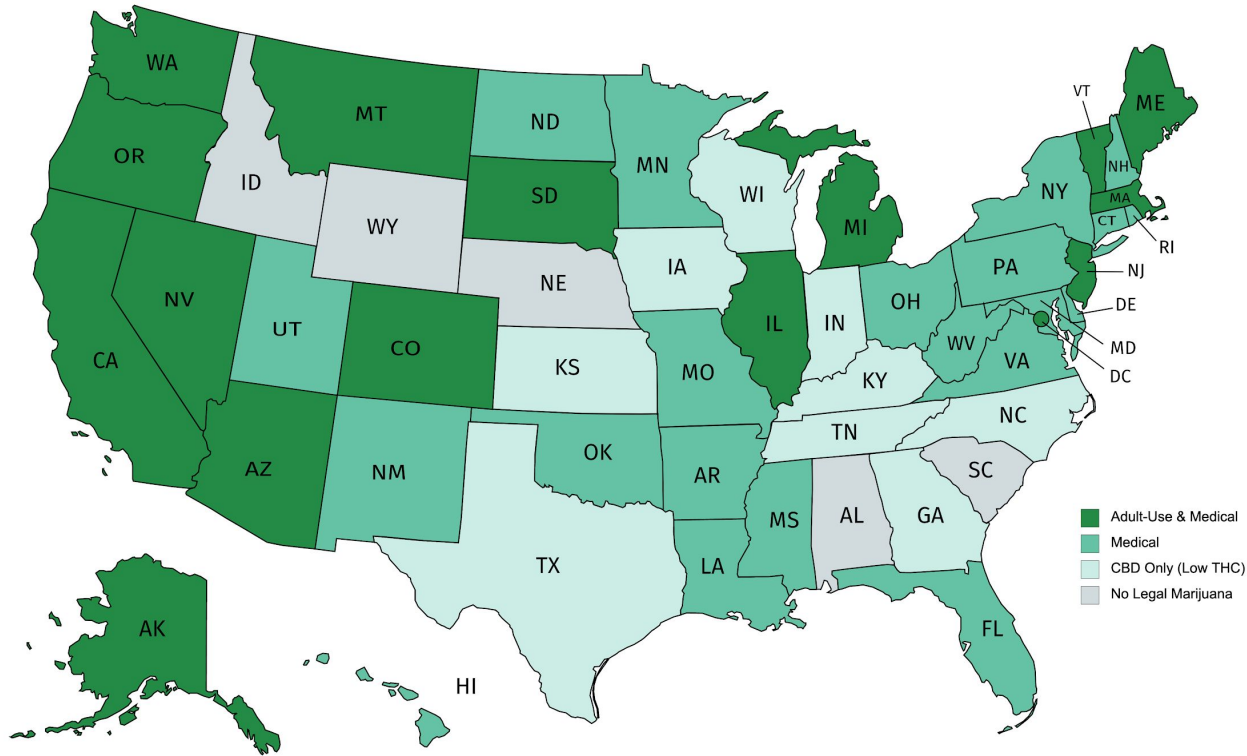 WA
MT
ND
MN
VT
ME
OR
ID
SD
WI
NY
NH
MA
CT
RI
WY
MI
IA
PA
NJ
NE
OH
DE
NV
UT
CO
IL
IN
WV
MD
VA
DC
CA
KS
MO
KY
NC
TN
AZ
NM
OK
AR
SC
MS
AL
GA
TX
LA
FL
AK
HI
Adult-Use & Medical
Medical
CBD Only (Low THC)
No Legal Marijuana